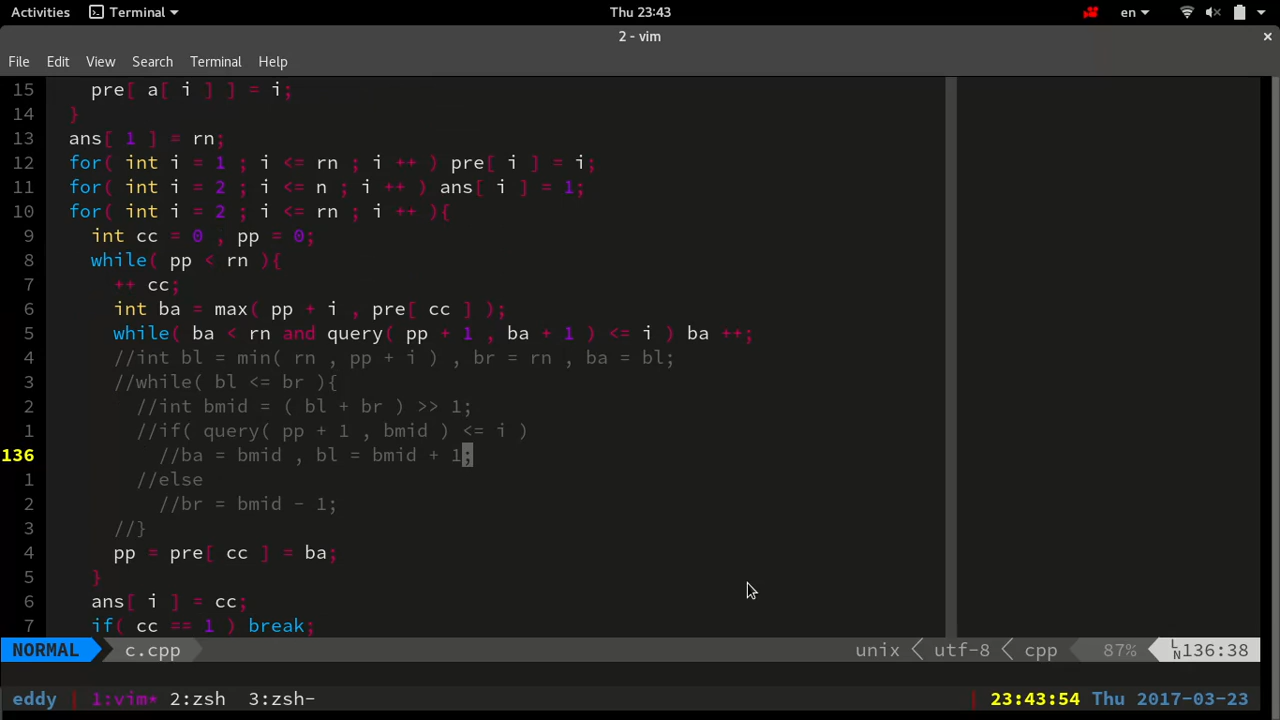 Activities Terminal Thu 23:43 en
2 - vim
File Edit View Search Terminal Help
15 pre[ a[ i ] ] = i;
14 }
13 ans[ 1 ] = rn;
12 for( int i = 1 ; i <= rn ; i ++ ) pre[ i ] = i;
11 for( int i = 2 ; i <= n ; i ++ ) ans[ i ] = 1;
10 for( int i = 2 ; i <= rn ; i ++ ){
9 int cc = 0 , pp = 0;
8 while( pp < rn ){
7 ++ cc;
6 int ba = max( pp + i , pre[ cc ] );
5 while( ba < rn and query( pp + 1 , ba + 1 ) <= i ) ba ++;
4 //int bl = min( rn , pp + i ) , br = rn , ba = bl;
3 //while( bl <= br ){
2 //int bmid = ( bl + br ) >> 1;
1 //if( query( pp + 1 , bmid ) <= i )
136 //ba = bmid , bl = bmid + 1;
1 //else
2 //br = bmid - 1;
3 //}
4 pp = pre[ cc ] = ba;
5 }
6 ans[ i ] = cc;
7 if( cc == 1 ) break;
NORMAL c.cpp unix utf-8 cpp 87% LN 136:38
eddy 1:vim* 2:zsh 3:zsh- 23:43:54 Thu 2017-03-23